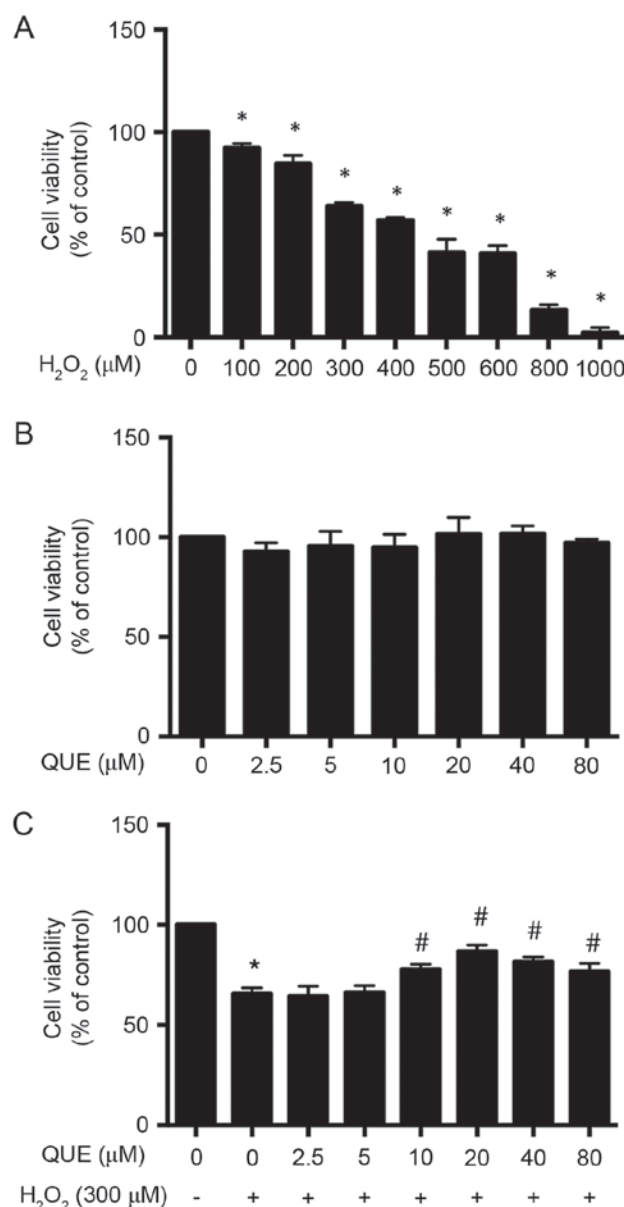 A
150
100
50
0
Cell viability
(% of control)
* * * * * * * *
H₂O₂ (μM) 0 100 200 300 400 500 600 800 1000
B
150
100
50
0
Cell viability
(% of control)
QUE (μM) 0 2.5 5 10 20 40 80
C
150
100
50
0
Cell viability
(% of control)
* # # # #
QUE (μM) 0 0 2.5 5 10 20 40 80
H₂O₂ (300 μM) - + + + + + + +